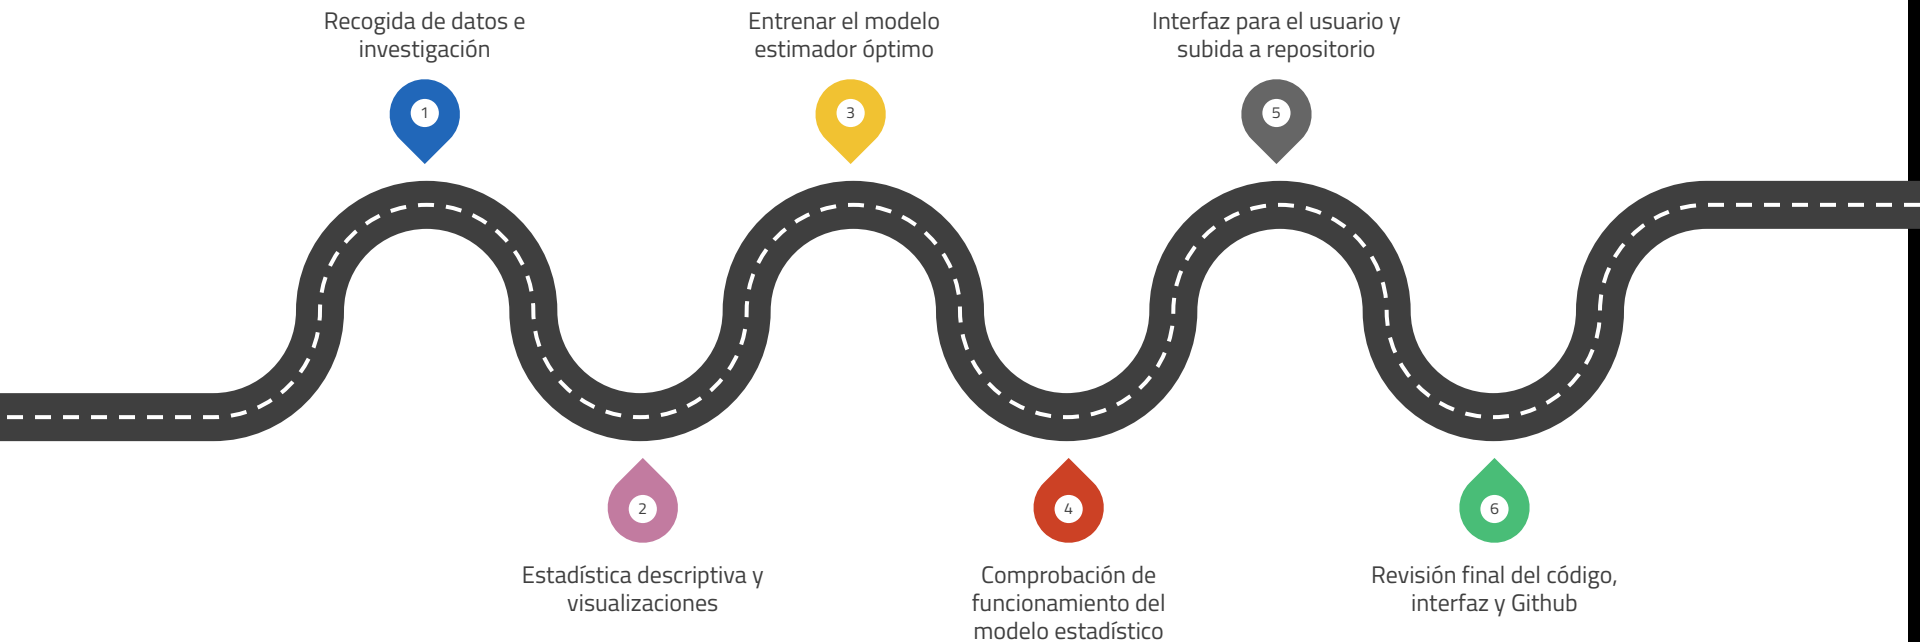 Recogida de datos e
investigación
1
Estadística descriptiva y
visualizaciones
2
Entrenar el modelo
estimador óptimo
3
Comprobación de
funcionamiento del
modelo estadístico
4
Interfaz para el usuario y
subida a repositorio
5
Revisión final del código,
interfaz y Github
6